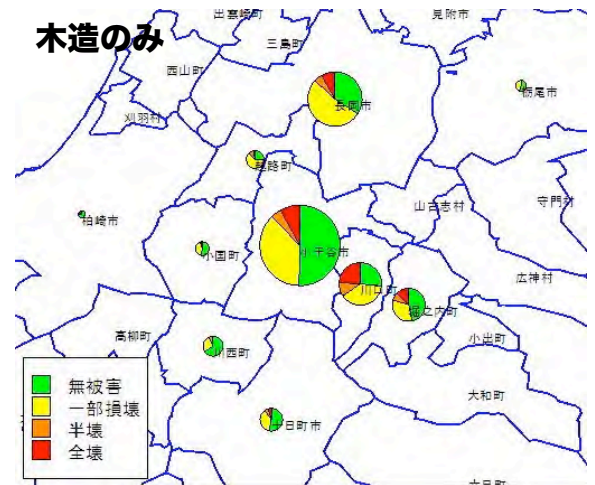 木造のみ
出雲崎町
見附市
三島町
西山町
長岡市
栃尾市
刈羽村
越路町
山古志村
守門村
柏崎市
小国町
小千谷市
広神村
川口町
堀之内町
小出町
高柳町
川西町
大和町
十日町市
無被害
一部損壊
半壊
全壊